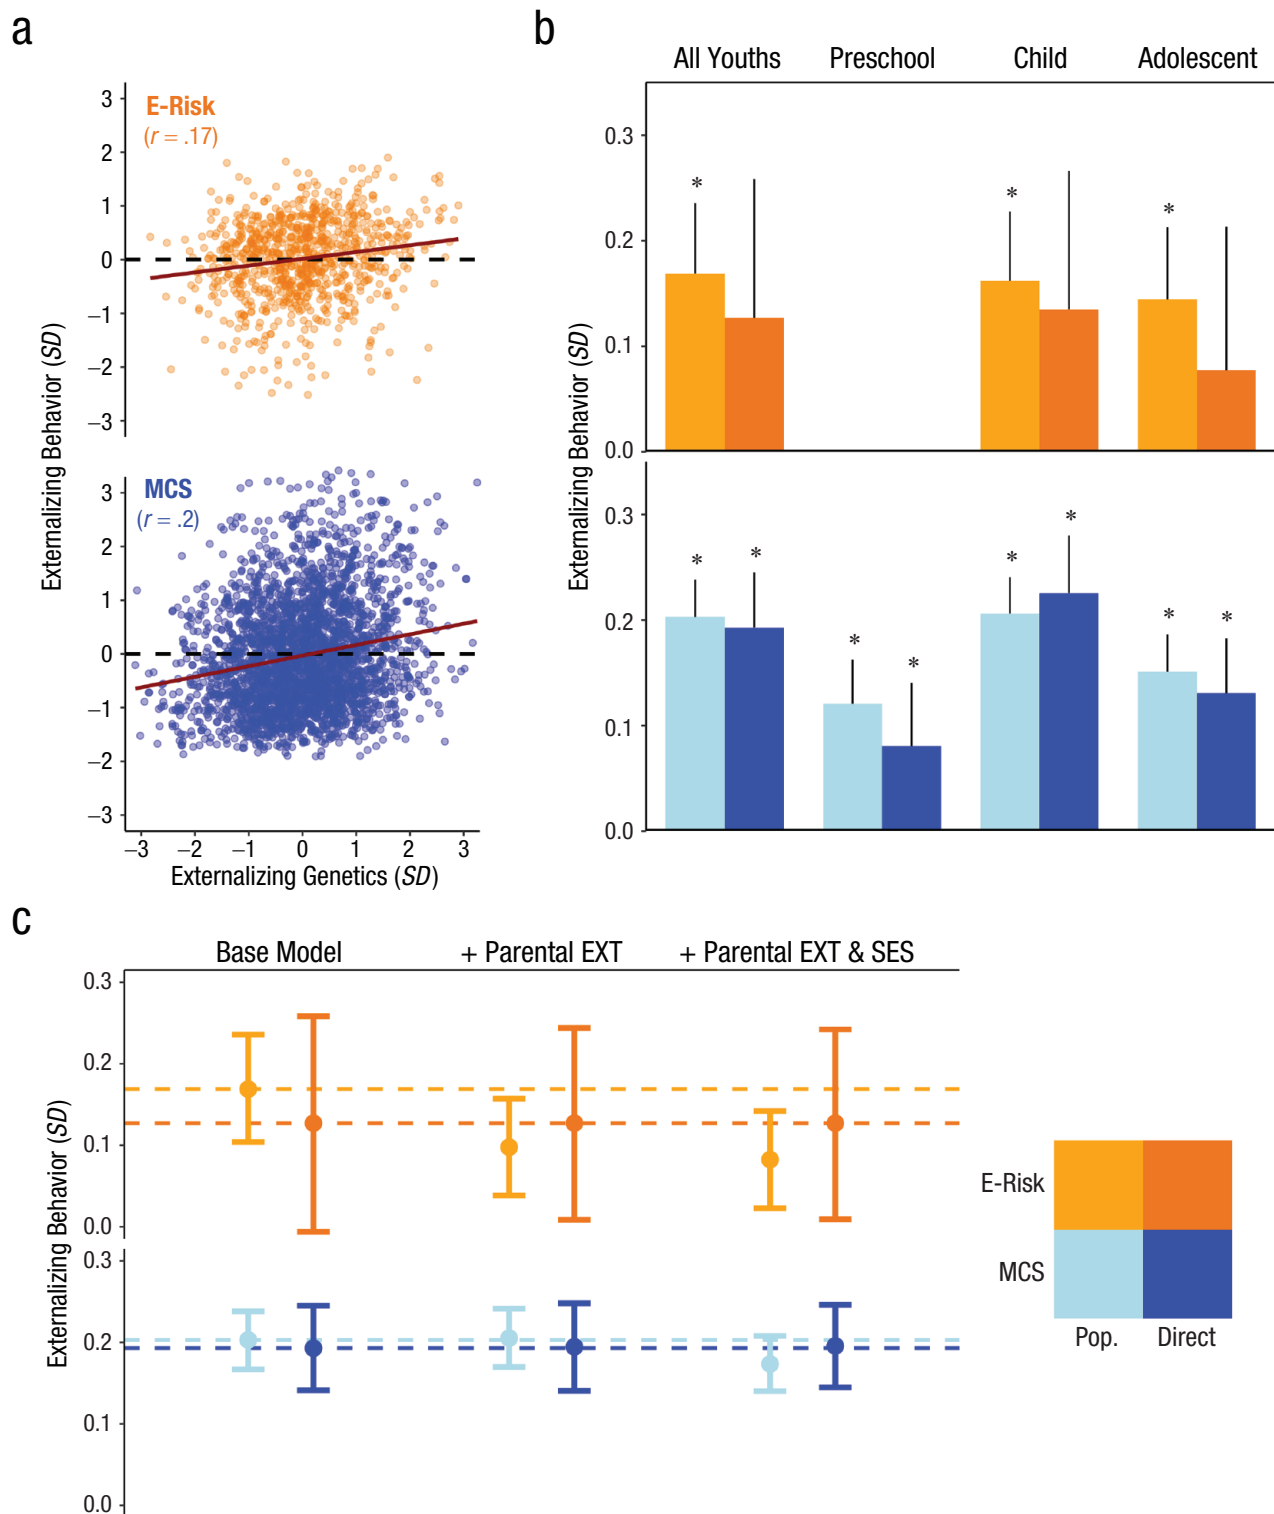 a
E-Risk
(r = .17)
3
2
1
0
−1
−2
−3
MCS
(r = .2)
3
2
1
0
−1
−2
−3
−3 −2 −1 0 1 2 3
Externalizing Genetics (SD)
Externalizing Behavior (SD)
b
All Youths Preschool Child Adolescent
0.3
0.2
0.1
0.0
* * *
0.3
0.2
0.1
0.0
* * * * * * * *
Externalizing Behavior (SD)
c
Base Model + Parental EXT + Parental EXT & SES
0.3
0.2
0.1
0.0
0.3
0.2
0.1
0.0
Externalizing Behavior (SD)
E-Risk
MCS
Pop. Direct